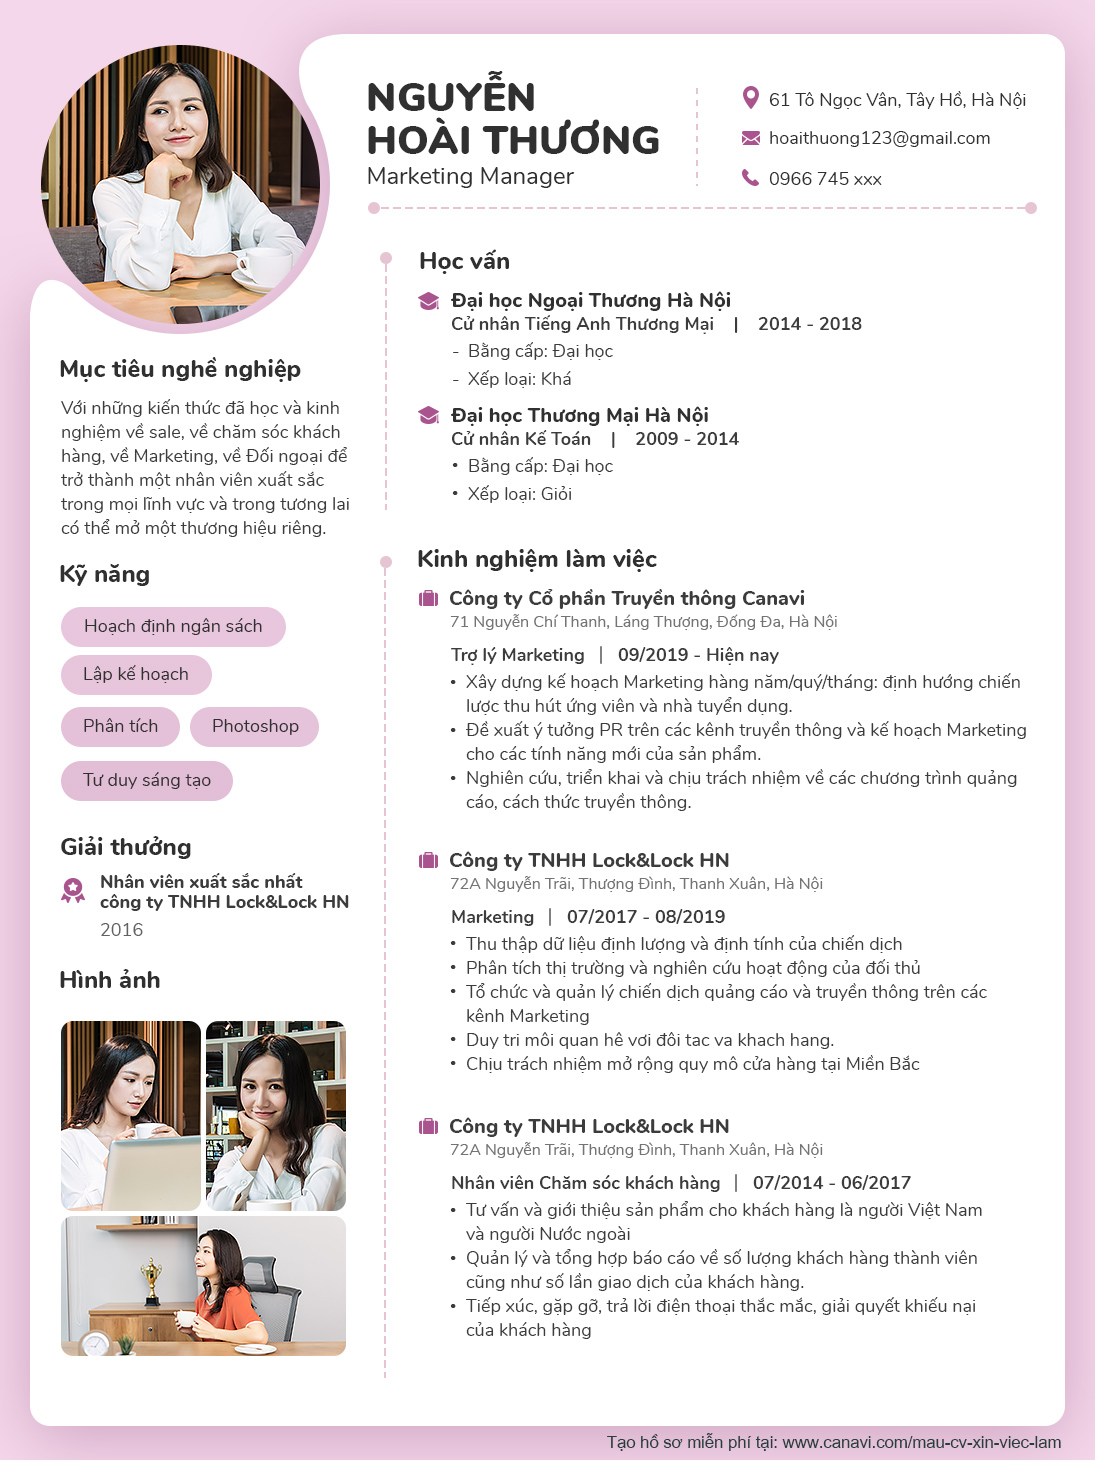 NGUYỄN
HOÀI THƯƠNG
Marketing Manager
61 Tô Ngọc Vân, Tây Hồ, Hà Nội
hoaithuong123@gmail.com
0966 745 xxx
Mục tiêu nghề nghiệp
Với những kiến thức đã học và kinh
nghiệm về sale, về chăm sóc khách
hàng, về Marketing, về Đối ngoại để
trở thành một nhân viên xuất sắc
trong mọi lĩnh vực và trong tương lai
có thể mở một thương hiệu riêng.
Kỹ năng
Hoạch định ngân sách
Lập kế hoạch
Phân tích
Photoshop
Tư duy sáng tạo
Giải thưởng
Nhân viên xuất sắc nhất
công ty TNHH Lock&Lock HN
2016
Hình ảnh
Học vấn
Đại học Ngoại Thương Hà Nội
Cử nhân Tiếng Anh Thương Mại | 2014 - 2018
- Bằng cấp: Đại học
- Xếp loại: Khá
Đại học Thương Mại Hà Nội
Cử nhân Kế Toán | 2009 - 2014
• Bằng cấp: Đại học
• Xếp loại: Giỏi
Kinh nghiệm làm việc
Công ty Cổ phần Truyền thông Canavi
71 Nguyễn Chí Thanh, Láng Thượng, Đống Đa, Hà Nội
Trợ lý Marketing | 09/2019 - Hiện nay
• Xây dựng kế hoạch Marketing hàng năm/quý/tháng: định hướng chiến
lược thu hút ứng viên và nhà tuyển dụng.
• Đề xuất ý tưởng PR trên các kênh truyền thông và kế hoạch Marketing
cho các tính năng mới của sản phẩm.
• Nghiên cứu, triển khai và chịu trách nhiệm về các chương trình quảng
cáo, cách thức truyền thông.
Công ty TNHH Lock&Lock HN
72A Nguyễn Trãi, Thượng Đình, Thanh Xuân, Hà Nội
Marketing | 07/2017 - 08/2019
• Thu thập dữ liệu định lượng và định tính của chiến dịch
• Phân tích thị trường và nghiên cứu hoạt động của đối thủ
• Tổ chức và quản lý chiến dịch quảng cáo và truyền thông trên các
kênh Marketing
• Duy tri môi quan hê vơi đôi tac va khach hang.
• Chịu trách nhiệm mở rộng quy mô cửa hàng tại Miền Bắc
Công ty TNHH Lock&Lock HN
72A Nguyễn Trãi, Thượng Đình, Thanh Xuân, Hà Nội
Nhân viên Chăm sóc khách hàng | 07/2014 - 06/2017
• Tư vấn và giới thiệu sản phẩm cho khách hàng là người Việt Nam
và người Nước ngoài
• Quản lý và tổng hợp báo cáo về số lượng khách hàng thành viên
cũng như số lần giao dịch của khách hàng.
• Tiếp xúc, gặp gỡ, trả lời điện thoại thắc mắc, giải quyết khiếu nại
của khách hàng
Tạo hồ sơ miễn phí tại: www.canavi.com/mau-cv-xin-viec-lam